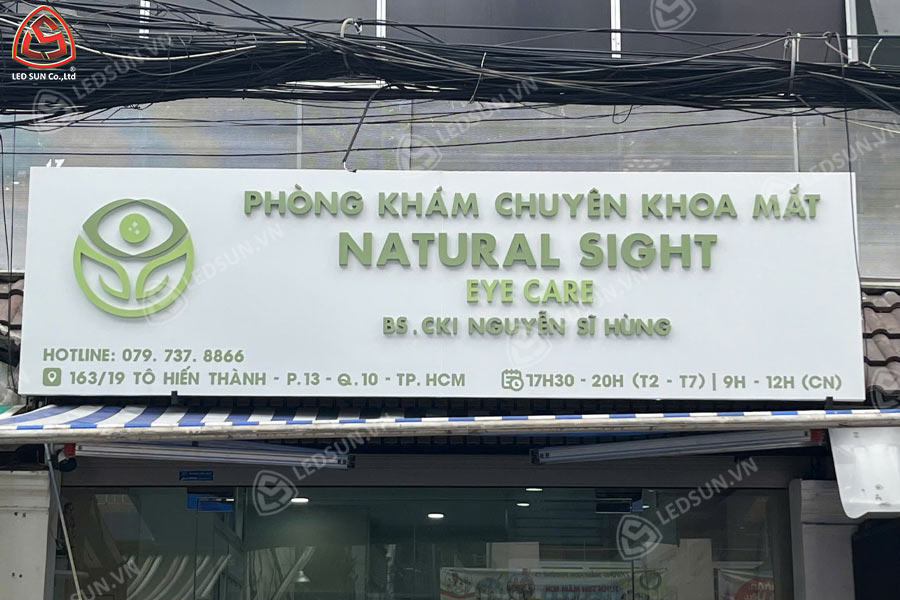 LED SUN Co.,Ltd
PHÒNG KHÁM CHUYÊN KHOA MẮT
NATURAL SIGHT
EYE CARE
BS.CKI NGUYỄN SĨ HÙNG
HOTLINE: 079. 737. 8866
163/19 TÔ HIẾN THÀNH - P.13 - Q.10 - TP. HCM
17H30 - 20H (T2 - T7) | 9H - 12H (CN)
LEDSUN.VN